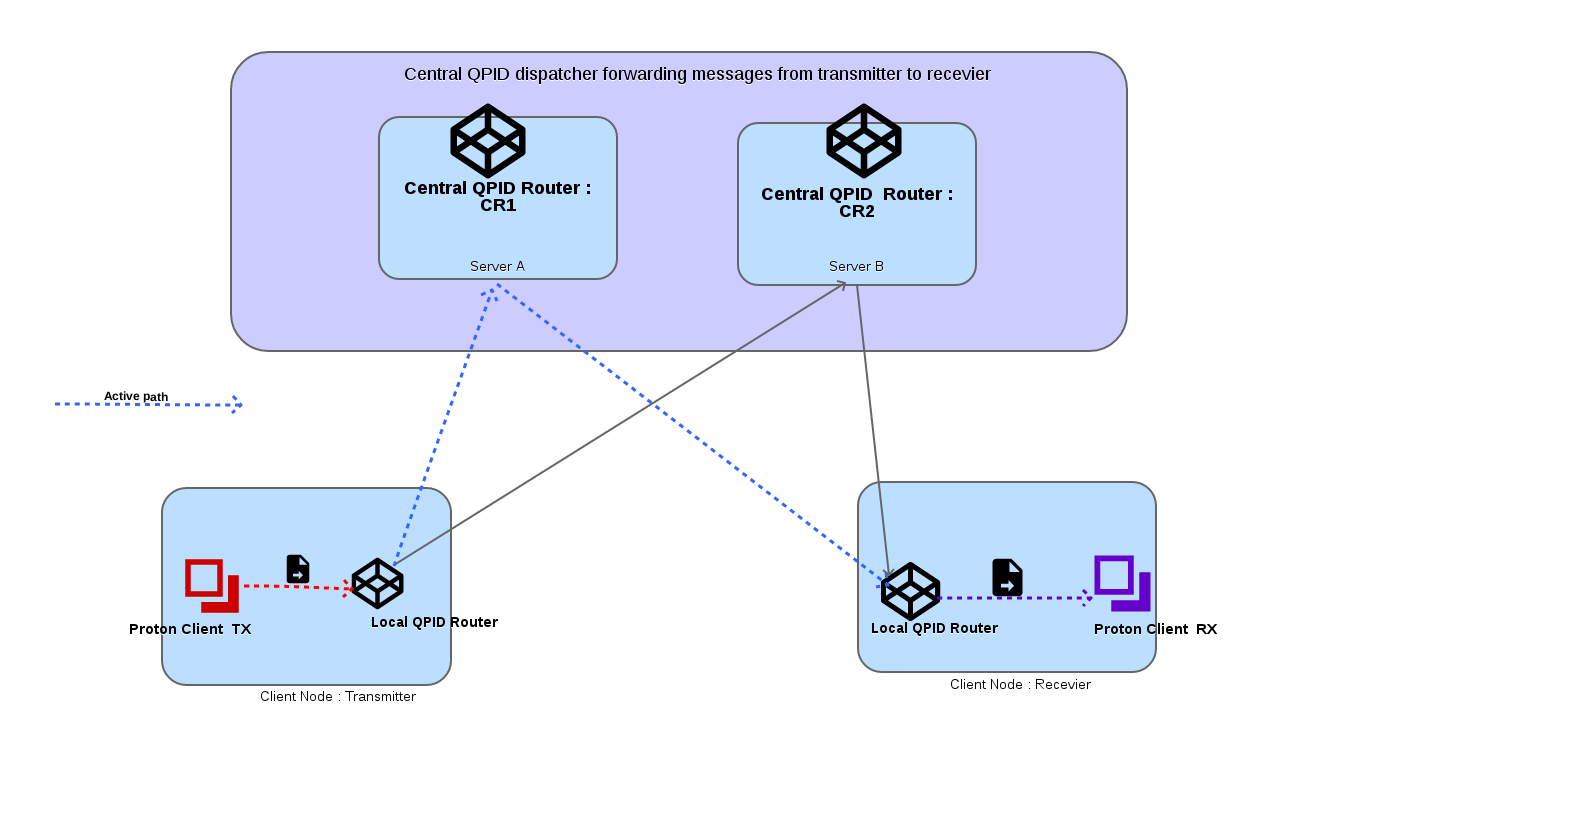 Central QPID dispatcher forwarding messages from transmitter to recevier
Central QPID Router :
CR1
Server A
Central QPID  Router :
CR2
Server B
Active path
Proton Client  TX
Local QPID Router
Client Node : Transmitter
Local QPID Router
Proton Client  RX
Client Node : Recevier